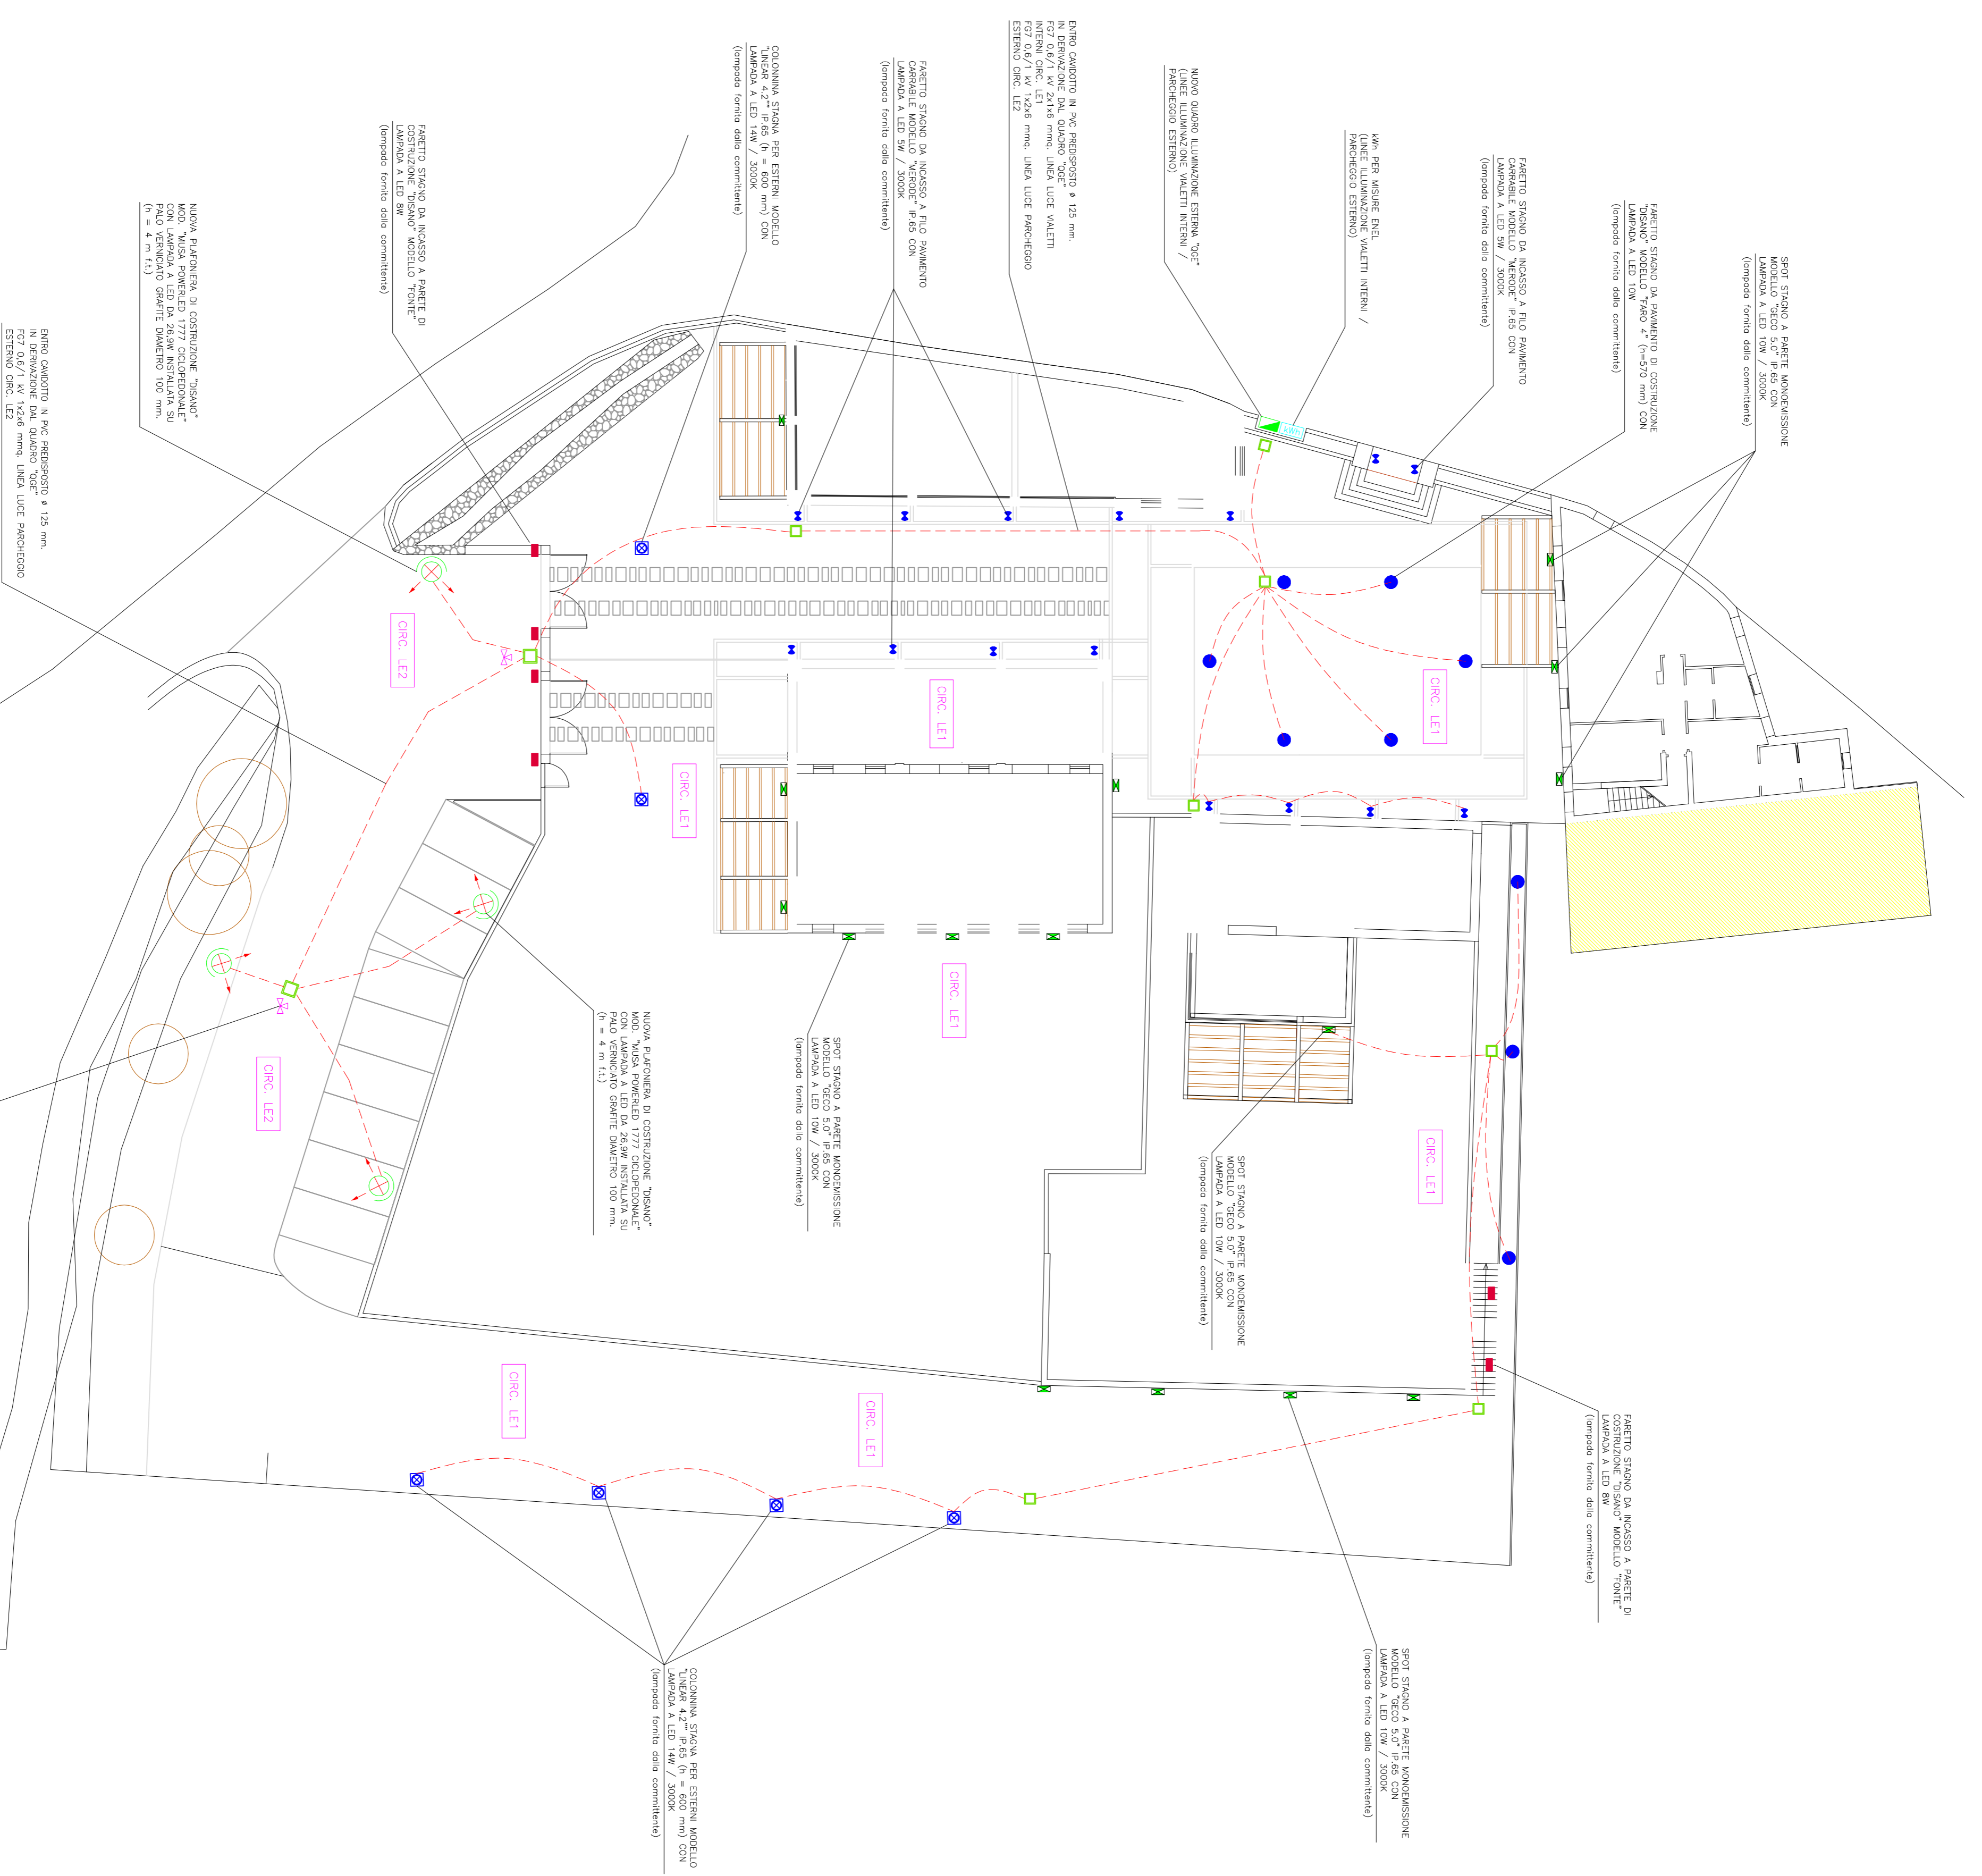 SPOT STAGNO A PARETE MONOEMISSIONE
MODELLO "GECO 5.0" IP.65 CON
LAMPADA A LED 10W / 3000K
(lampada fornita dalla committente)
FARETTO STAGNO DA PAVIMENTO DI COSTRUZIONE
"DISANO" MODELLO "FARO 4" (h=570 mm) CON
LAMPADA A LED 10W
(lampada fornita dalla committente)
FARETTO STAGNO DA INCASSO A FILO PAVIMENTO
CARRABILE MODELLO "MERODE" IP.65 CON
LAMPADA A LED 5W / 3000K
(lampada fornita dalla committente)
kWh PER MISURE ENEL
(LINEE ILLUMINAZIONE VIALETTI INTERNI /
PARCHEGGIO ESTERNO)
NUOVO QUADRO ILLUMINAZIONE ESTERNA "QGE"
(LINEE ILLUMINAZIONE VIALETTI INTERNI /
PARCHEGGIO ESTERNO)
ENTRO CAVIDOTTO IN PVC PREDISPOSTO ø 125 mm.
IN DERIVAZIONE DAL QUADRO "QGE"
FG7 0,6/1 kV 2x1x6 mmq. LINEA LUCE VIALETTI
INTERNI CIRC. LE1
FG7 0,6/1 kV 1x2x6 mmq. LINEA LUCE PARCHEGGIO
ESTERNO CIRC. LE2
FARETTO STAGNO DA INCASSO A FILO PAVIMENTO
CARRABILE MODELLO "MERODE" IP.65 CON
LAMPADA A LED 5W / 3000K
(lampada fornita dalla committente)
COLONNINA STAGNA PER ESTERNI MODELLO
"LINEAR 4.2"" IP.65 (h = 600 mm) CON
LAMPADA A LED 14W / 3000K
(lampada fornita dalla committente)
FARETTO STAGNO DA INCASSO A PARETE DI
COSTRUZIONE "DISANO" MODELLO "FONTE"
LAMPADA A LED 8W
(lampada fornita dalla committente)
NUOVA PLAFONIERA DI COSTRUZIONE "DISANO"
MOD. "MUSA POWERLED 1777 CICLOPEDONALE"
CON LAMPADA A LED DA 26,9W INSTALLATA SU
PALO VERNICIATO GRAFITE DIAMETRO 100 mm.
(h = 4 m f.t.)
ENTRO CAVIDOTTO IN PVC PREDISPOSTO ø 125 mm.
IN DERIVAZIONE DAL QUADRO "QGE"
FG7 0,6/1 kV 1x2x6 mmq. LINEA LUCE PARCHEGGIO
ESTERNO CIRC. LE2
kWh
CIRC. LE1
CIRC. LE1
CIRC. LE1
CIRC. LE2
CIRC. LE1
CIRC. LE1
CIRC. LE2
CIRC. LE1
CIRC. LE1
SPOT STAGNO A PARETE MONOEMISSIONE
MODELLO "GECO 5.0" IP.65 CON
LAMPADA A LED 10W / 3000K
(lampada fornita dalla committente)
SPOT STAGNO A PARETE MONOEMISSIONE
MODELLO "GECO 5.0" IP.65 CON
LAMPADA A LED 10W / 3000K
(lampada fornita dalla committente)
NUOVA PLAFONIERA DI COSTRUZIONE "DISANO"
MOD. "MUSA POWERLED 1777 CICLOPEDONALE"
CON LAMPADA A LED DA 26,9W INSTALLATA SU
PALO VERNICIATO GRAFITE DIAMETRO 100 mm.
(h = 4 m f.t.)
FARETTO STAGNO DA INCASSO A PARETE DI
COSTRUZIONE "DISANO" MODELLO "FONTE"
LAMPADA A LED 8W
(lampada fornita dalla committente)
SPOT STAGNO A PARETE MONOEMISSIONE
MODELLO "GECO 5.0" IP.65 CON
LAMPADA A LED 10W / 3000K
(lampada fornita dalla committente)
COLONNINA STAGNA PER ESTERNI MODELLO
"LINEAR 4.2"" IP.65 (h = 600 mm) CON
LAMPADA A LED 14W / 3000K
(lampada fornita dalla committente)